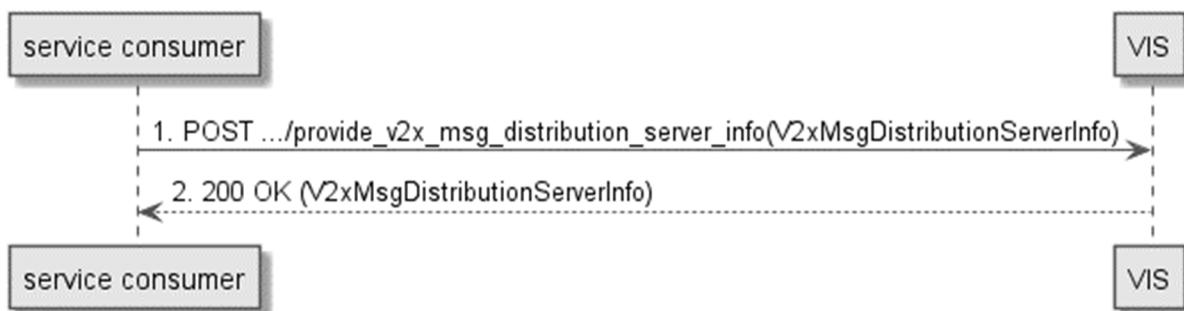 service consumer
VIS
1. POST .../provide_v2x_msg_distribution_server_info(V2xMsgDistributionServerInfo)
2. 200 OK (V2xMsgDistributionServerInfo)
service consumer
VIS